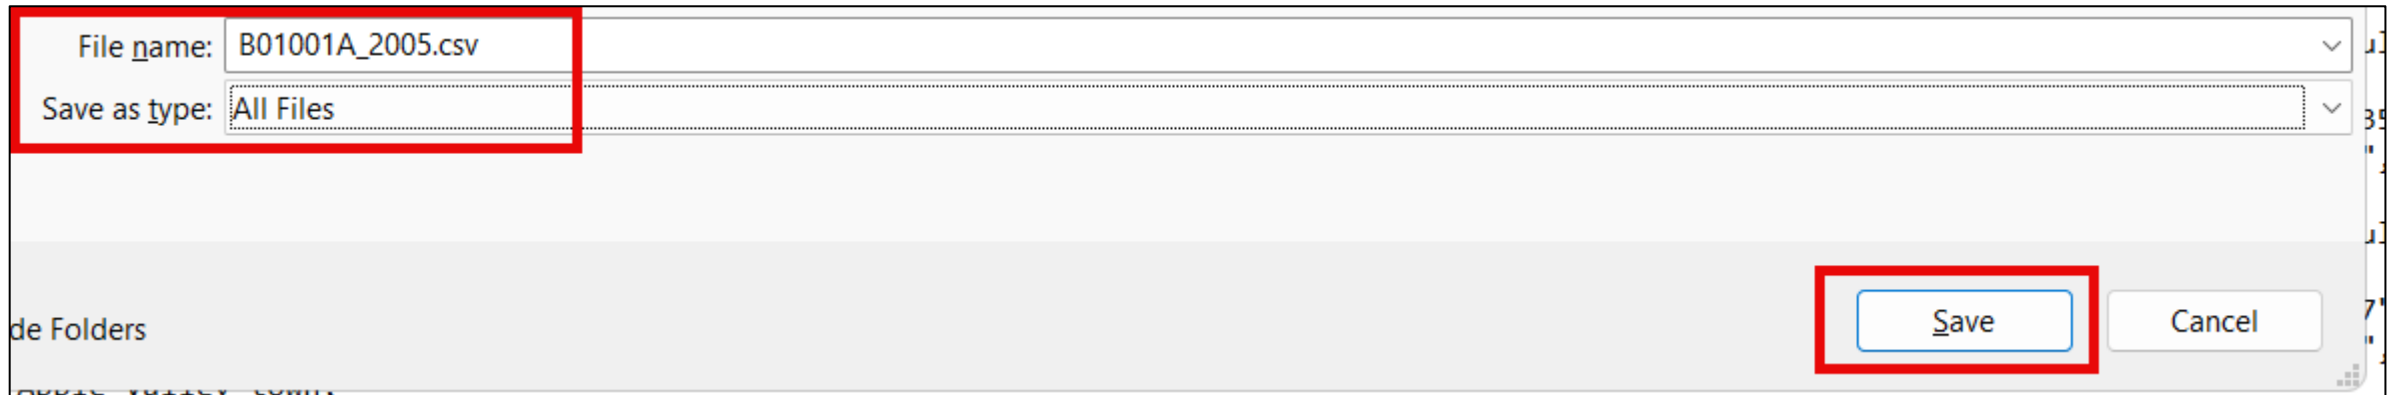 File name: B01001A_2005.csv
Save as type: All Files
de Folders
Save Cancel